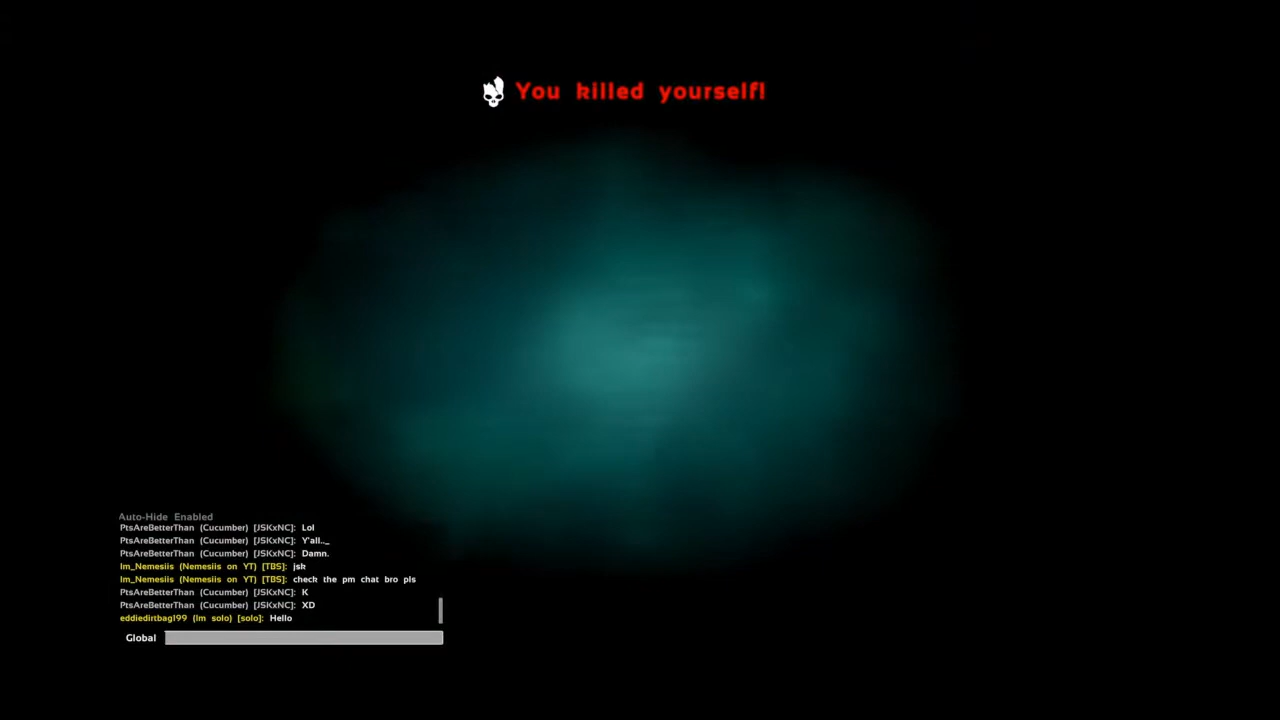 You killed yourself!
Auto-Hide Enabled
PtsAreBetterThan (Cucumber) [JSKxNC]: Lol
PtsAreBetterThan (Cucumber) [JSKxNC]: Y'all.._
PtsAreBetterThan (Cucumber) [JSKxNC]: Damn.
Im_Nemesiis (Nemesiis on YT) [TBS]: jsk
Im_Nemesiis (Nemesiis on YT) [TBS]: check the pm chat bro pls
PtsAreBetterThan (Cucumber) [JSKxNC]: K
PtsAreBetterThan (Cucumber) [JSKxNC]: XD
eddiedirtbag199 (Im solo) [solo]: Hello
Global